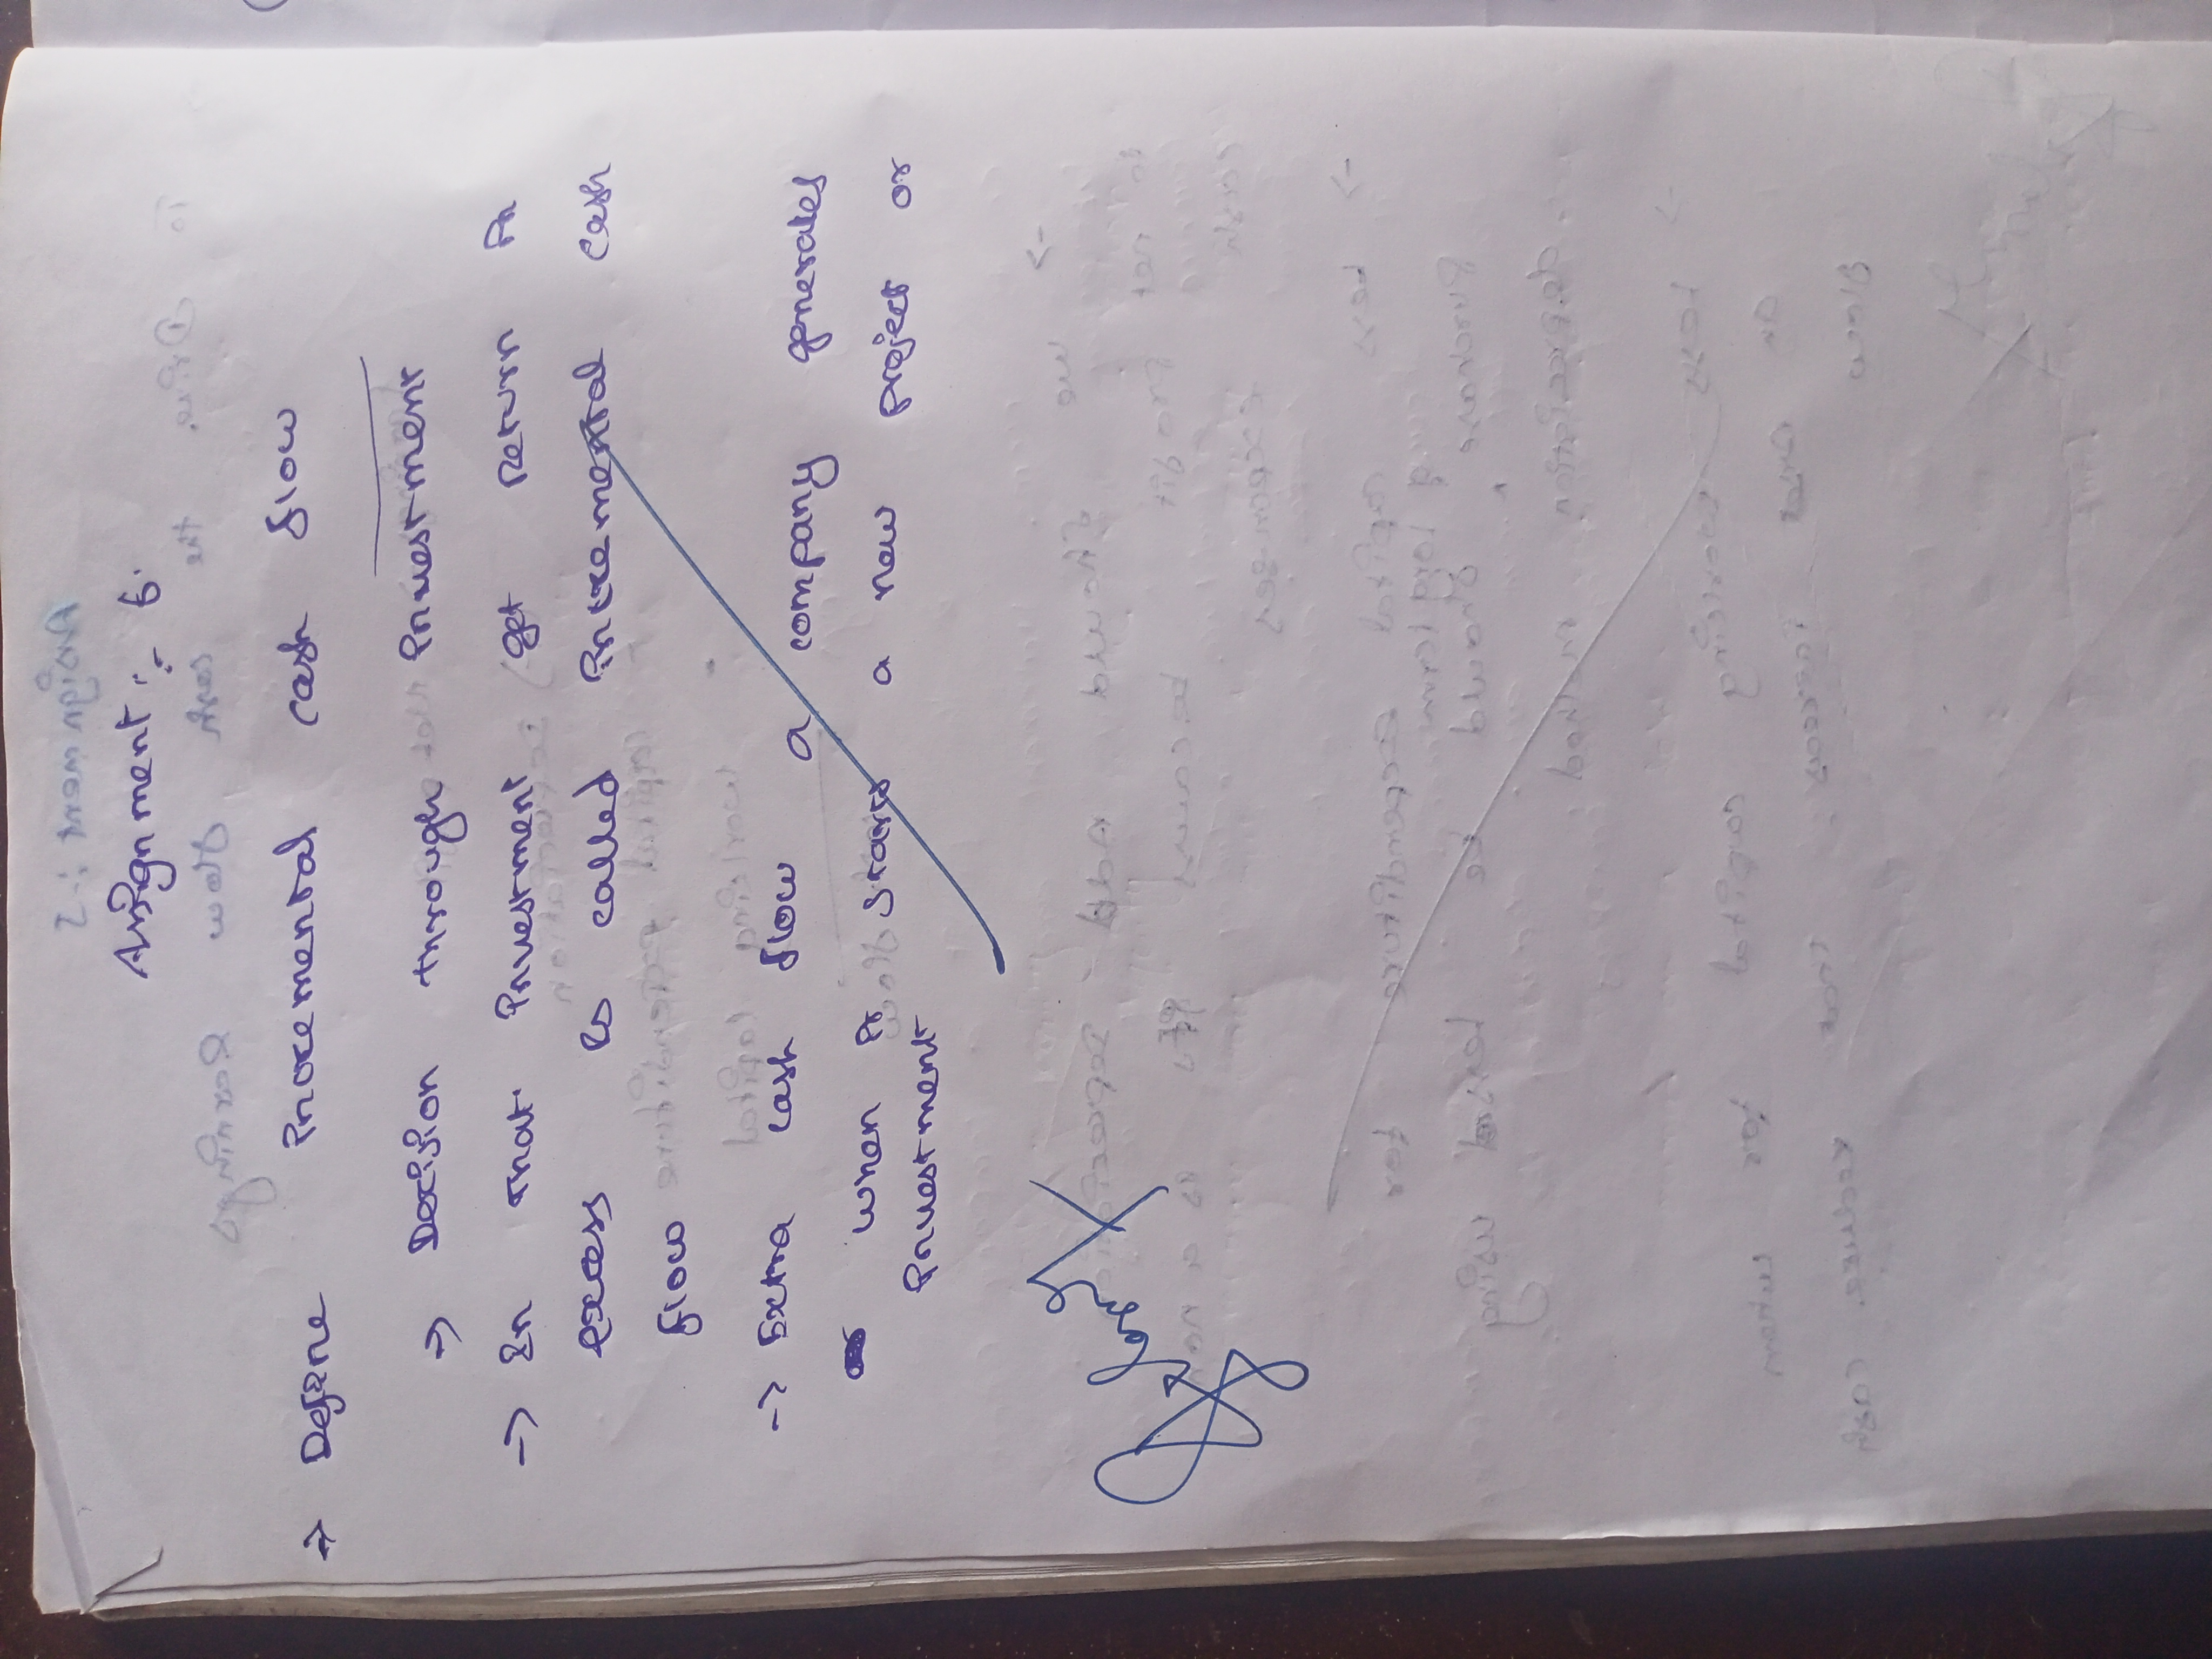 Assignment :- 6.
=> Define incremental cash flow
-> Decision through investment
-> In that investment get return in
excess is called incremental cash
flow
-> Extra cash flow a company generates
when it starts a new project or
investment